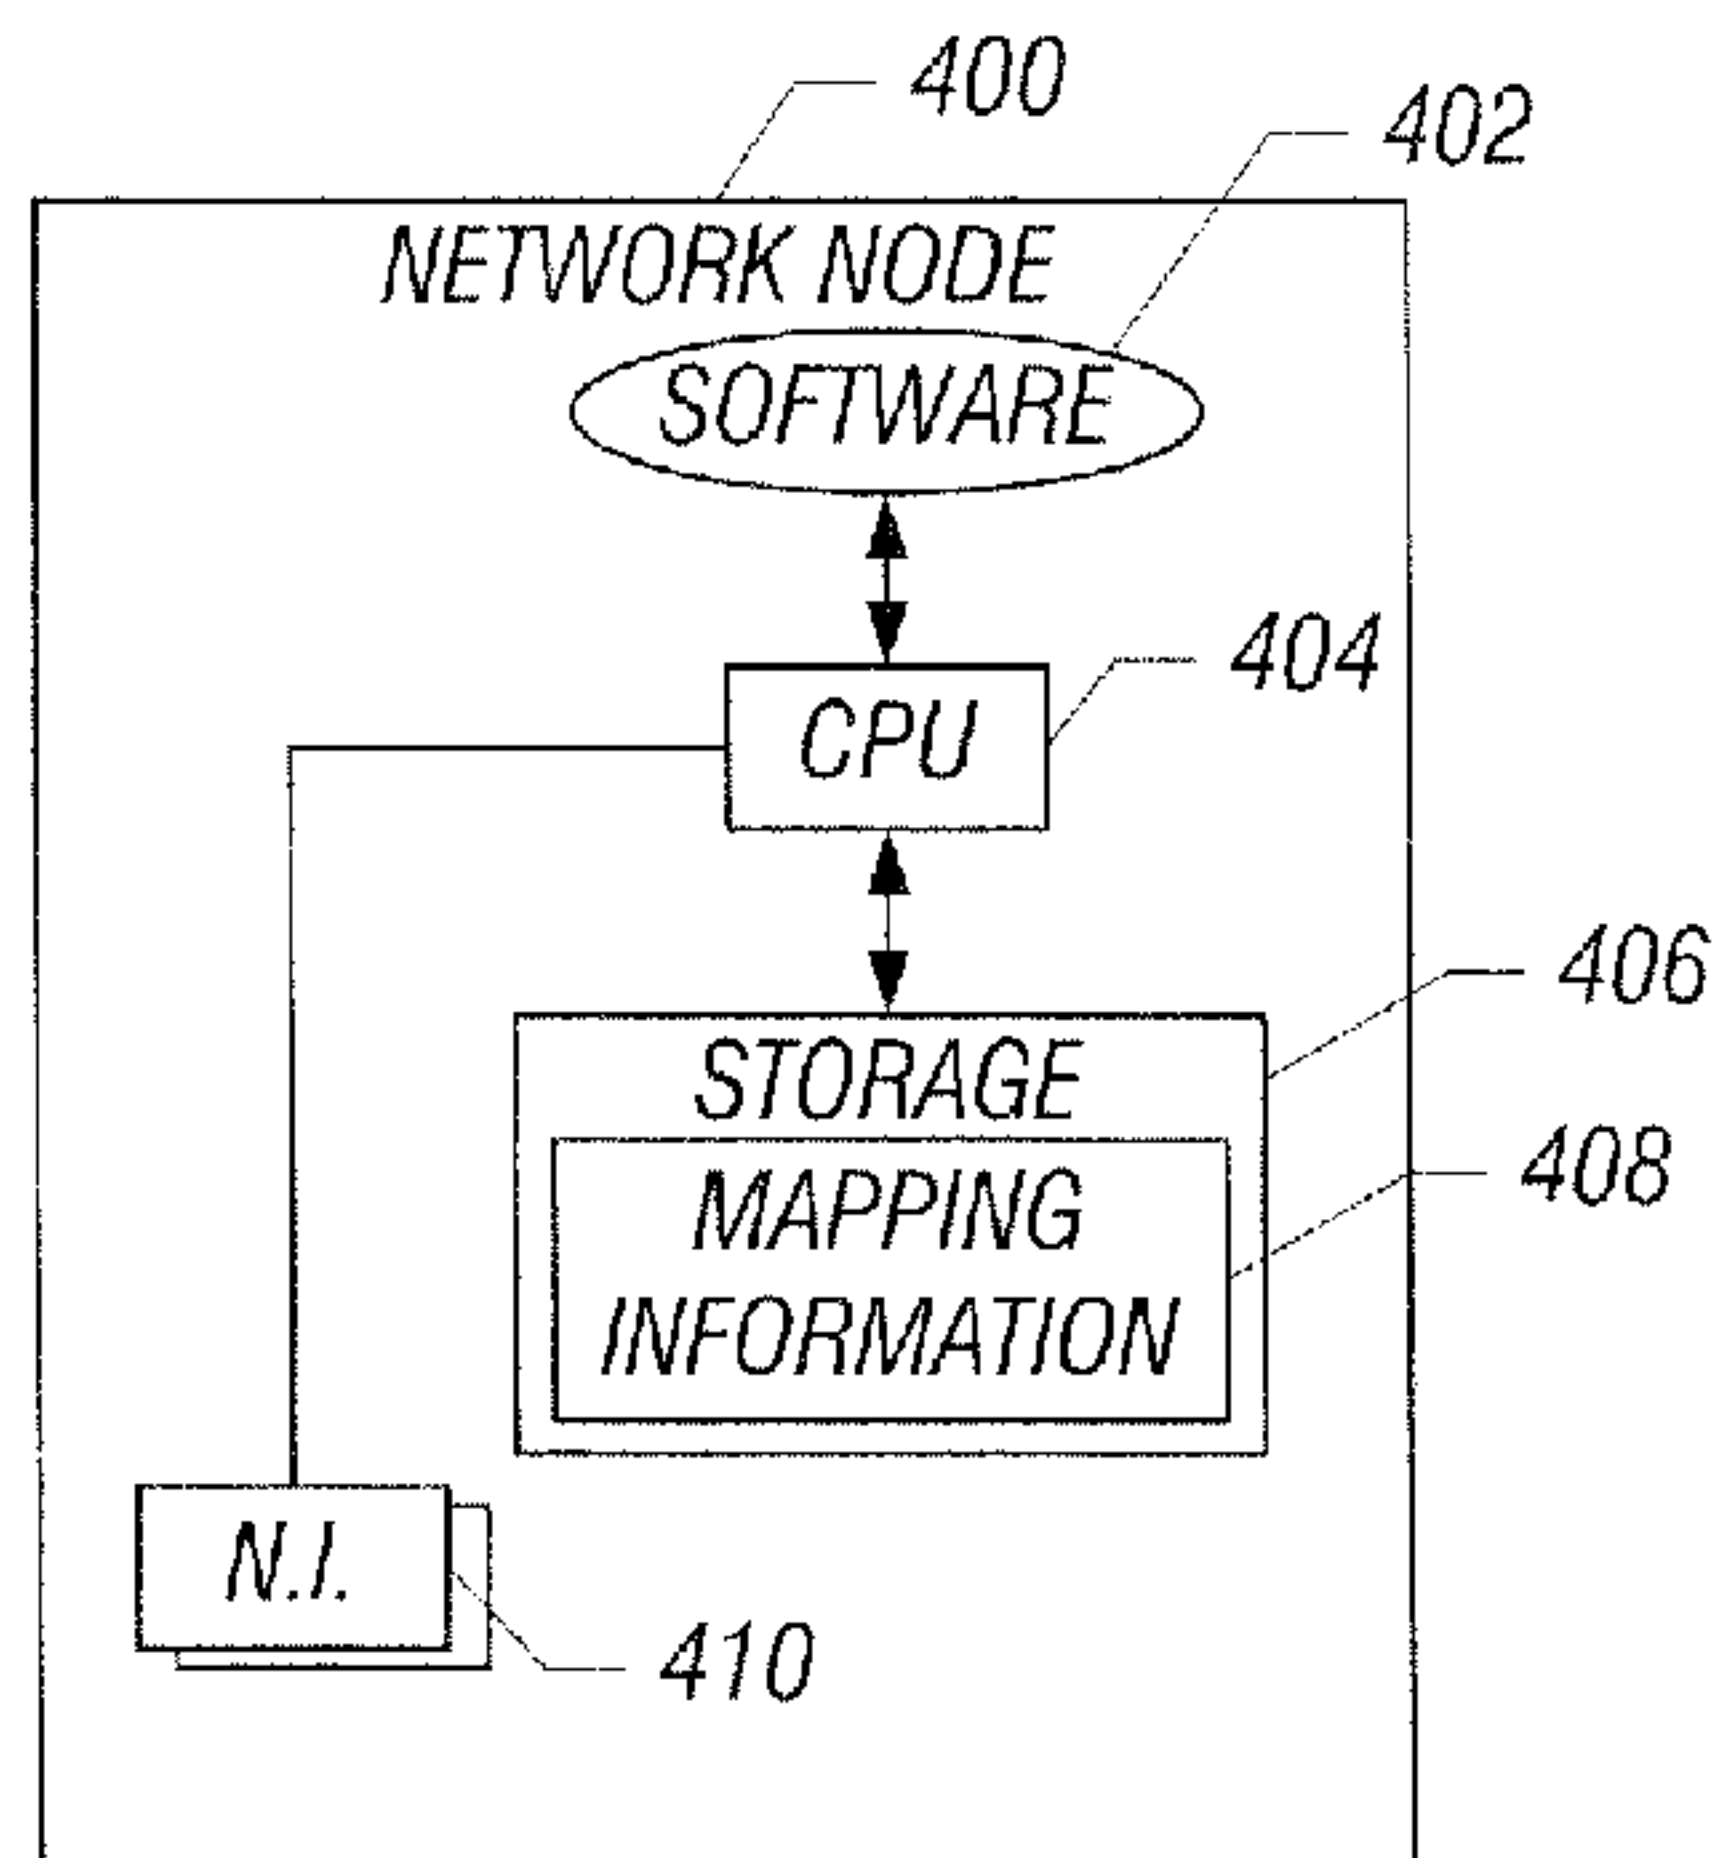 400
402
NETWORK NODE
SOFTWARE
404
CPU
406
STORAGE
408
MAPPING
INFORMATION
N.I.
410